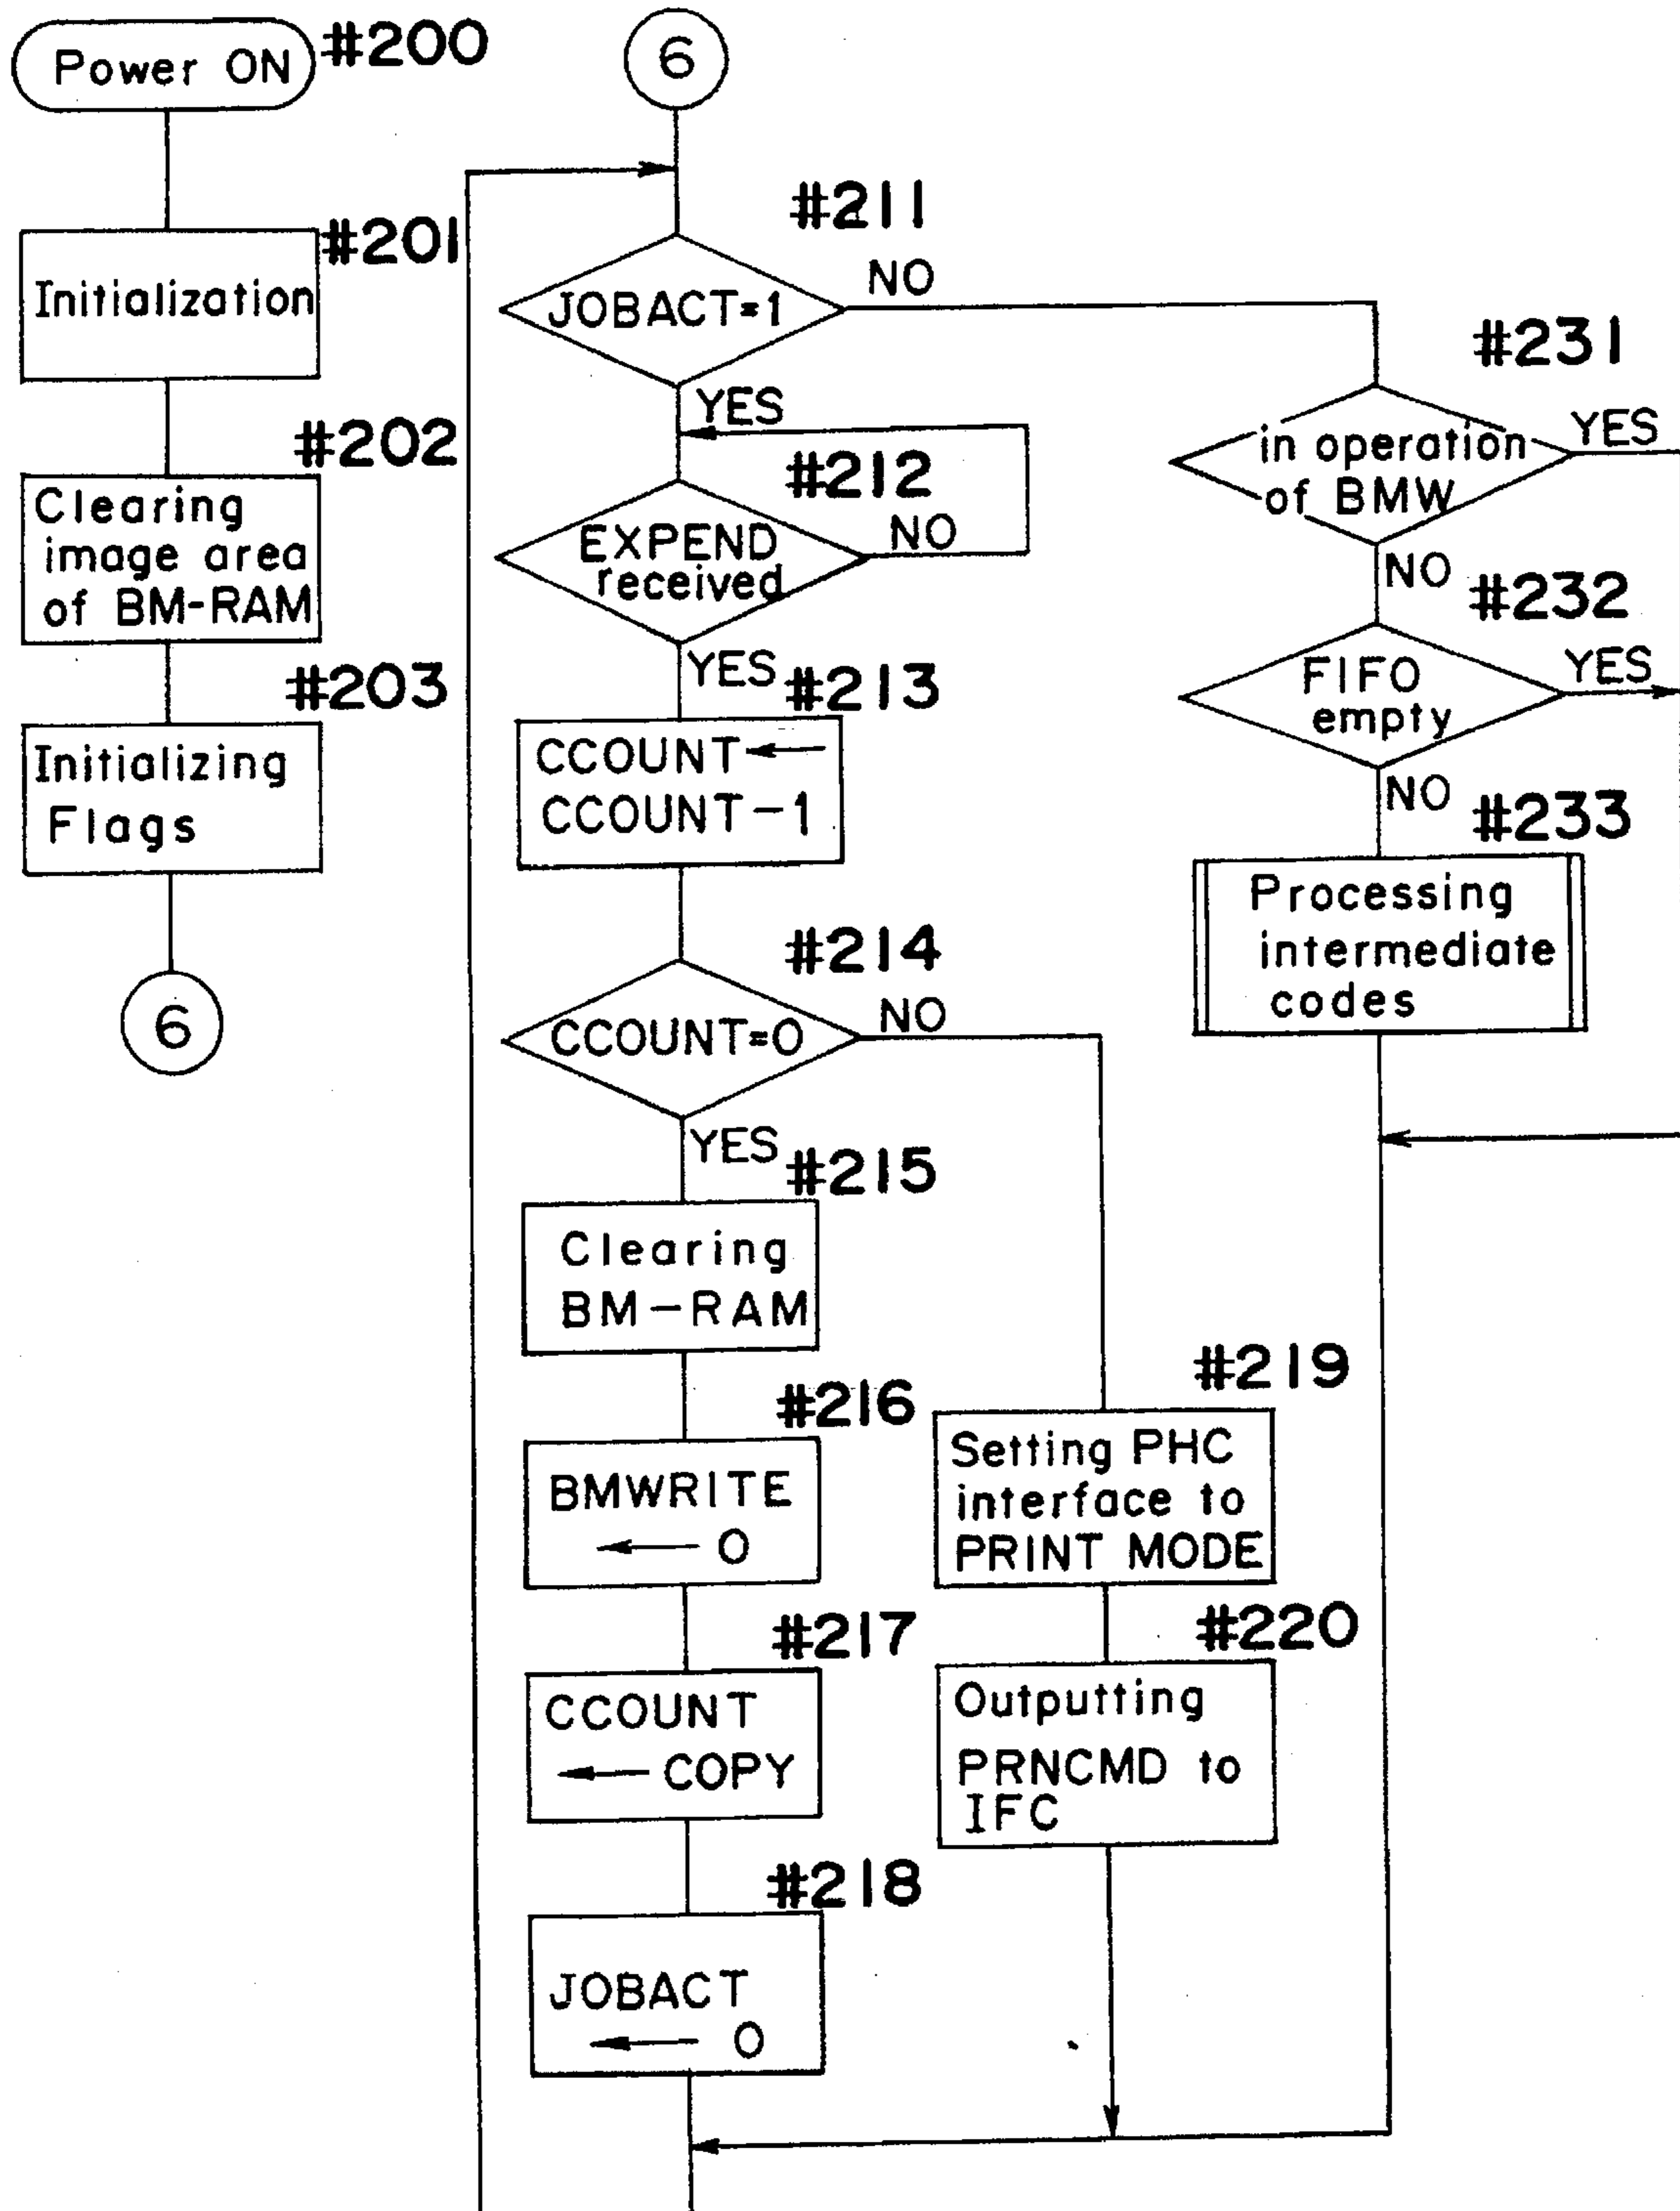 Power ON
#200
#201
Initialization
#202
Clearing
image area
of BM-RAM
#203
Initializing
Flags
6
6
#211
JOBACT=1
NO
YES
#212
EXPEND
received
NO
YES
#213
CCOUNT←
CCOUNT-1
#214
CCOUNT=0
NO
YES
#215
Clearing
BM-RAM
#216
BMWRITE
← 0
#217
CCOUNT
← COPY
#218
JOBACT
← 0
#219
Setting PHC
interface to
PRINT MODE
#220
Outputting
PRNCMD to
IFC
#231
in operation
of BMW
YES
NO
#232
FIFO
empty
YES
NO
#233
Processing
intermediate
codes